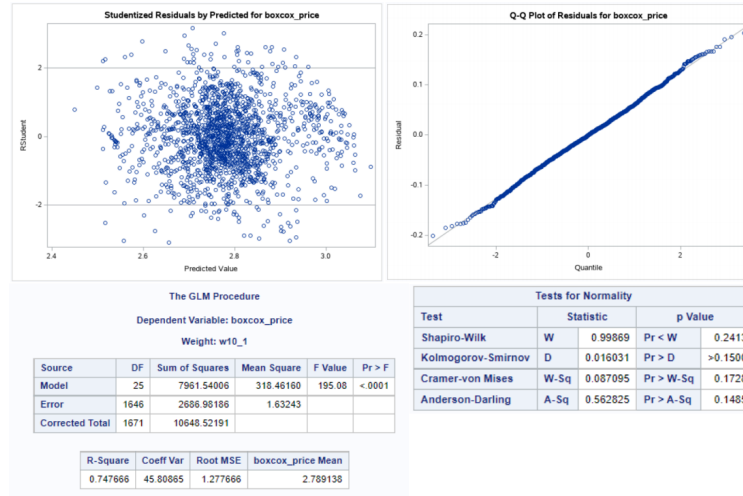 Studentized Residuals by Predicted for boxcox_price
RStudent
2
0
-2
2.4 2.6 2.8 3.0
Predicted Value
Q-Q Plot of Residuals for boxcox_price
Residual
0.2
0.1
0.0
-0.1
-0.2
-2 0 2
Quantile
The GLM Procedure
Dependent Variable: boxcox_price
Weight: w10_1
Source DF Sum of Squares Mean Square F Value Pr > F
Model 25 7961.54006 318.46160 195.08 <.0001
Error 1646 2686.98186 1.63243
Corrected Total 1671 10648.52191
R-Square Coeff Var Root MSE boxcox_price Mean
0.747666 45.80865 1.277666 2.789138
Tests for Normality
Test Statistic p Value
Shapiro-Wilk W 0.99869 Pr < W
Kolmogorov-Smirnov D 0.016031 Pr > D
Cramer-von Mises W-Sq 0.087095 Pr > W-Sq
Anderson-Darling A-Sq 0.562825 Pr > A-Sq